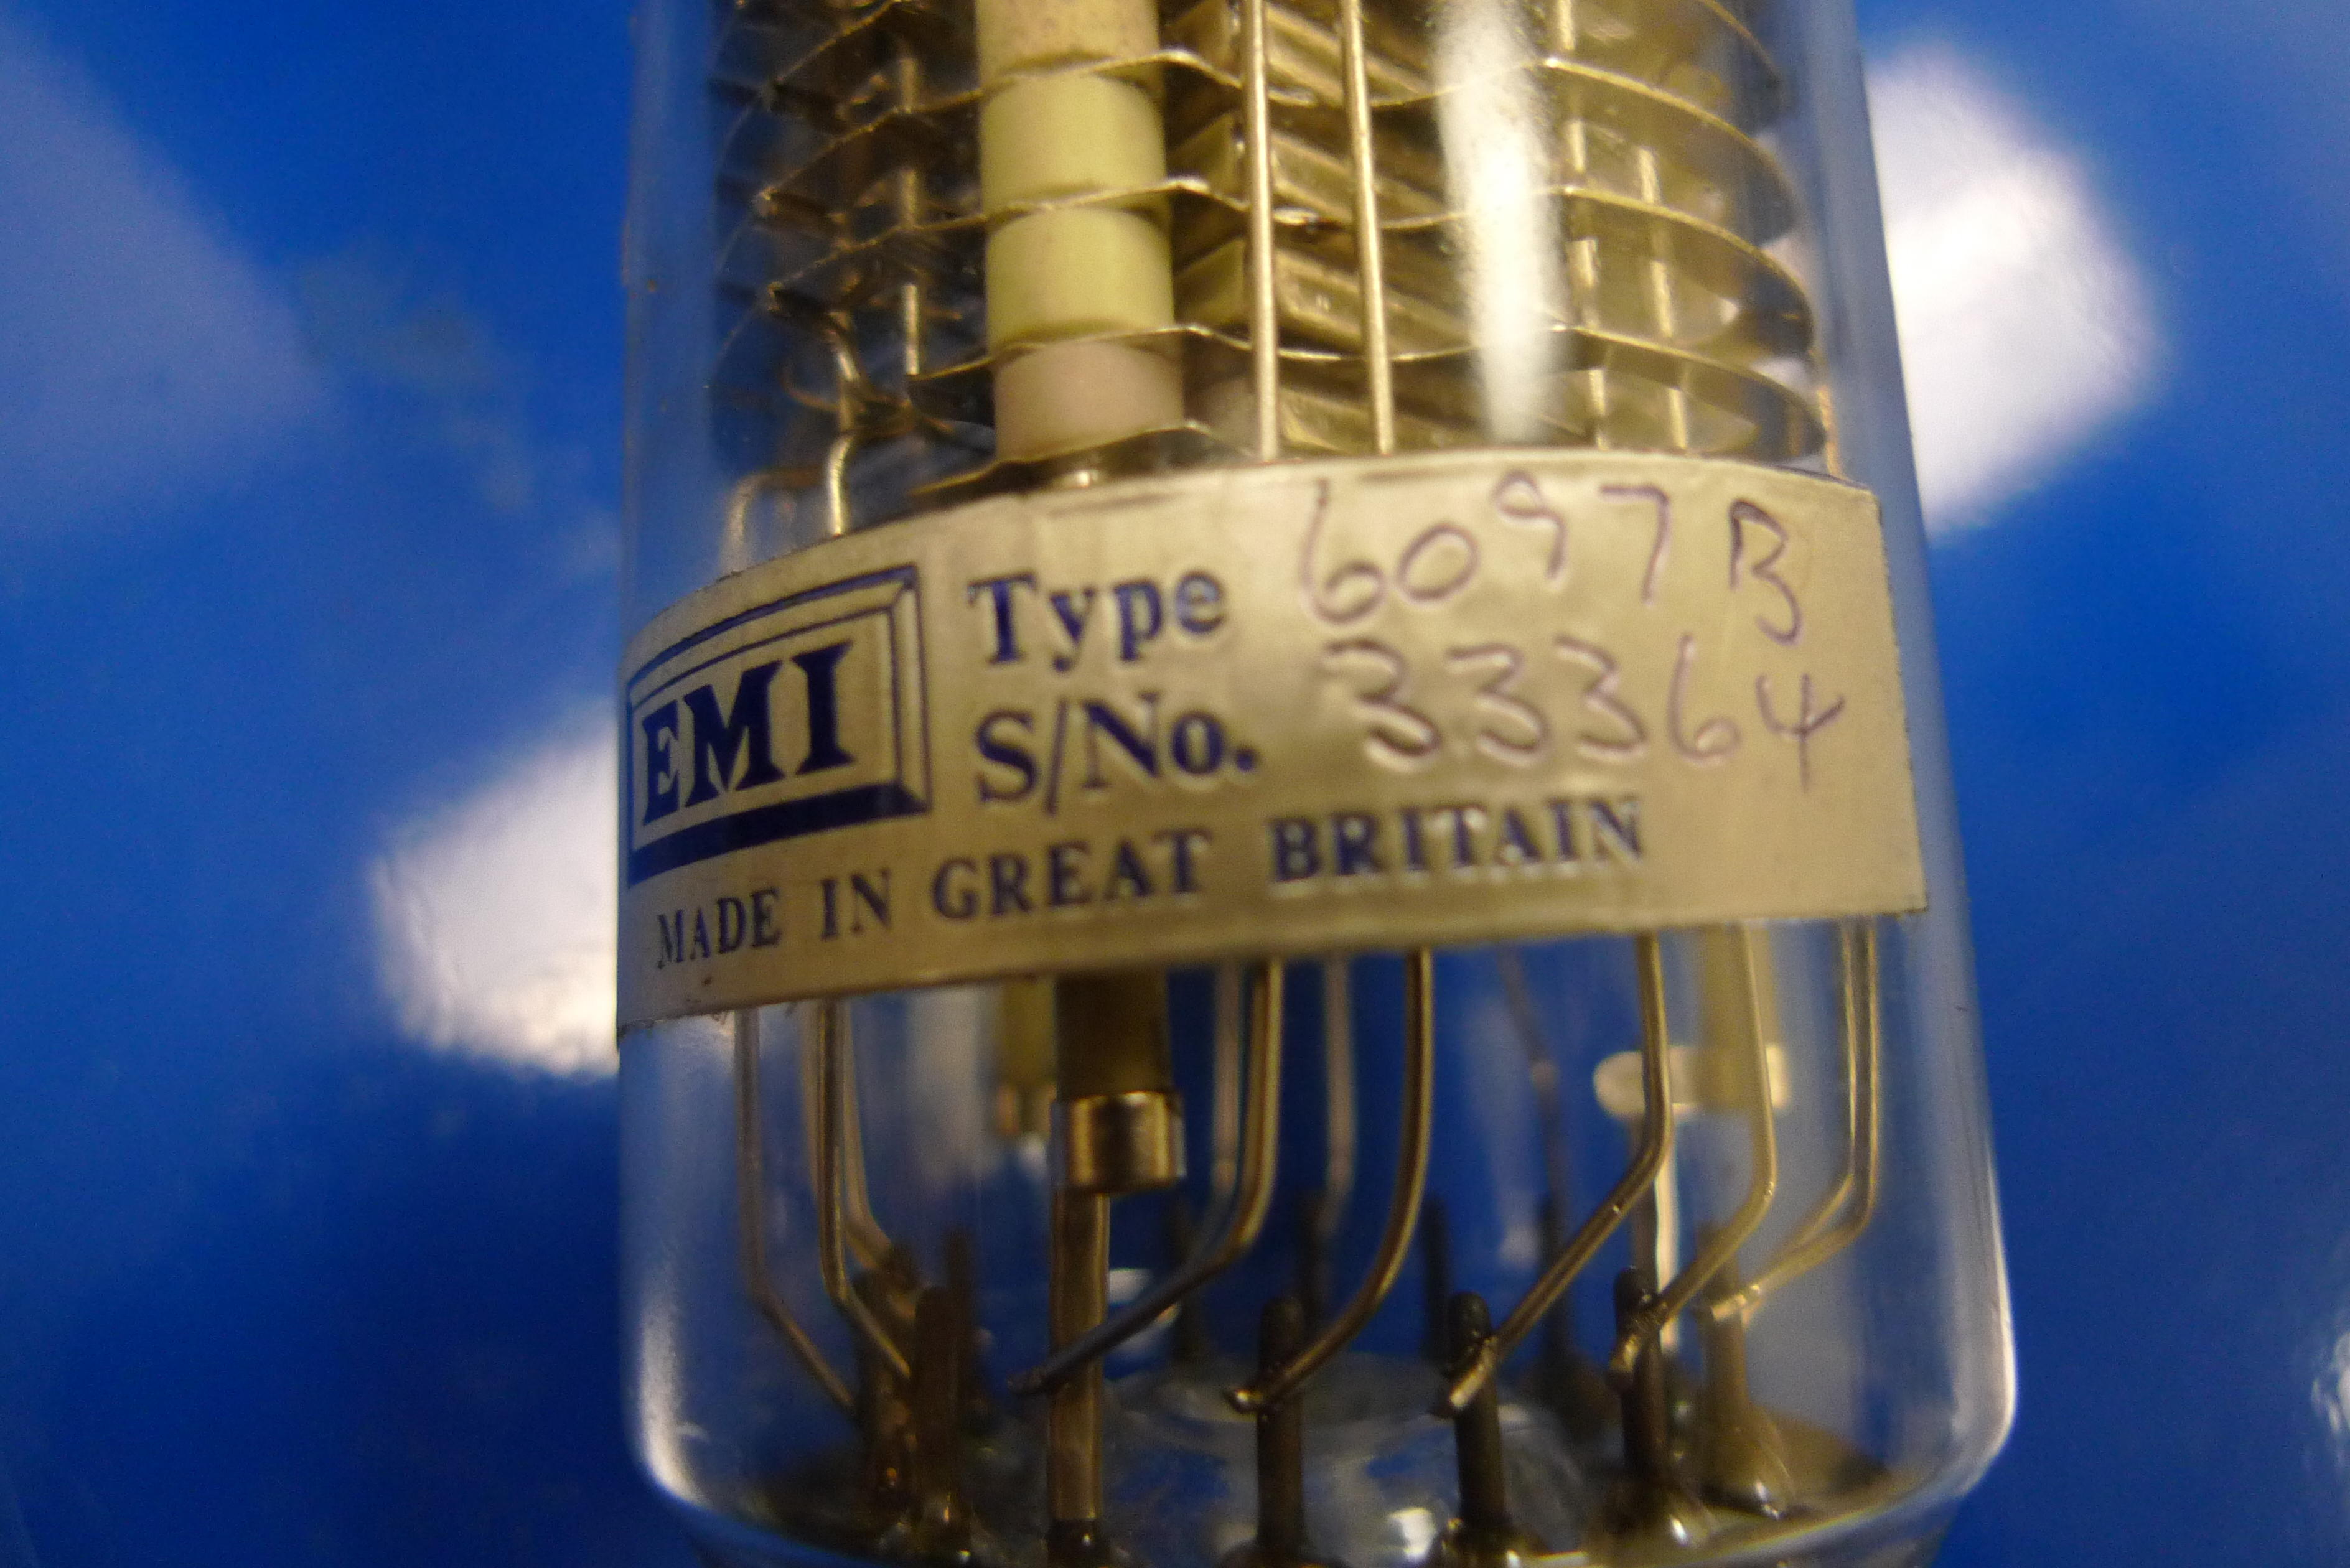 EMI
Type 6097B
S/No. 33364
MADE IN GREAT BRITAIN